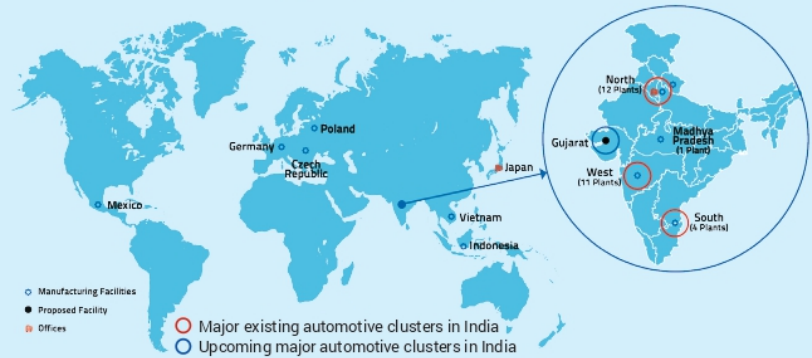 Poland
Germany
Czech
Republic
Japan
Mexico
Vietnam
Indonesia
North
(12 Plants)
Gujarat
Madhya
Pradesh
(1 Plant)
West
(11 Plants)
South
(4 Plants)
Manufacturing Facilities
Proposed Facility
Offices
Major existing automotive clusters in India
Upcoming major automotive clusters in India